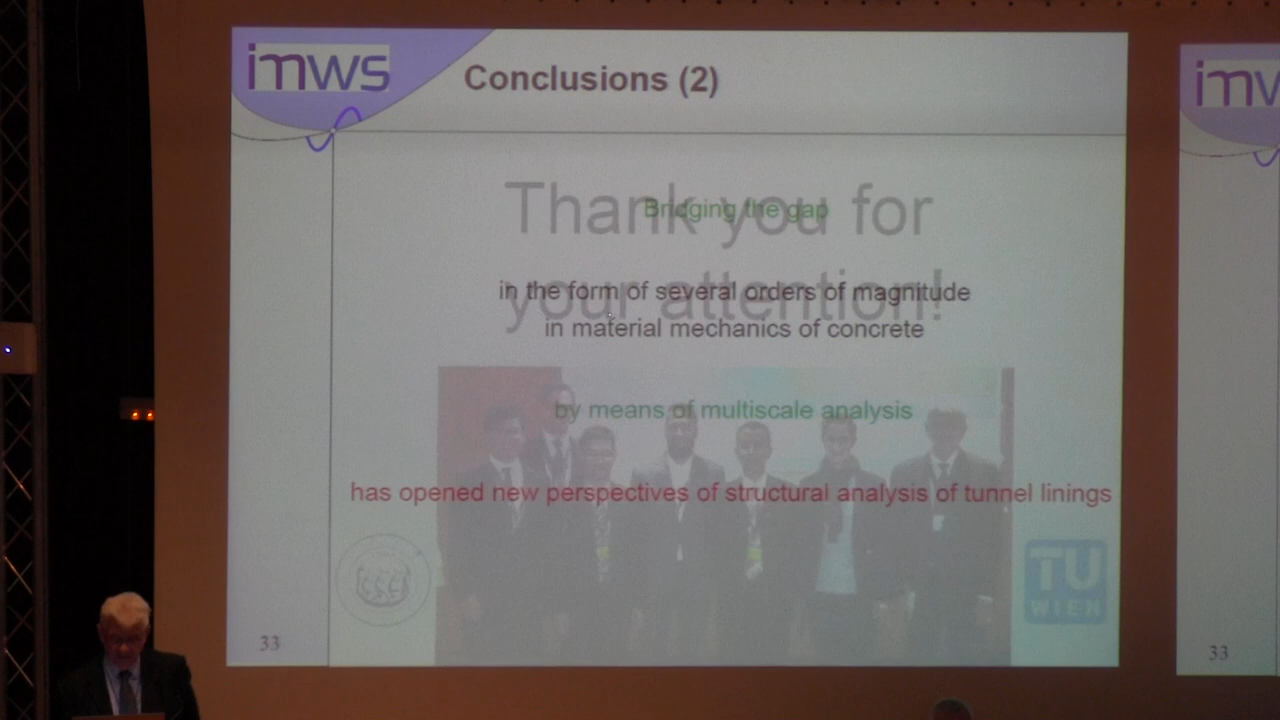 imws
Conclusions (2)
Thank you for
Bridging the gap
your attention!
in the form of several orders of magnitude
in material mechanics of concrete
by means of multiscale analysis
has opened new perspectives of structural analysis of tunnel linings
TU
WIEN
33
imw
33